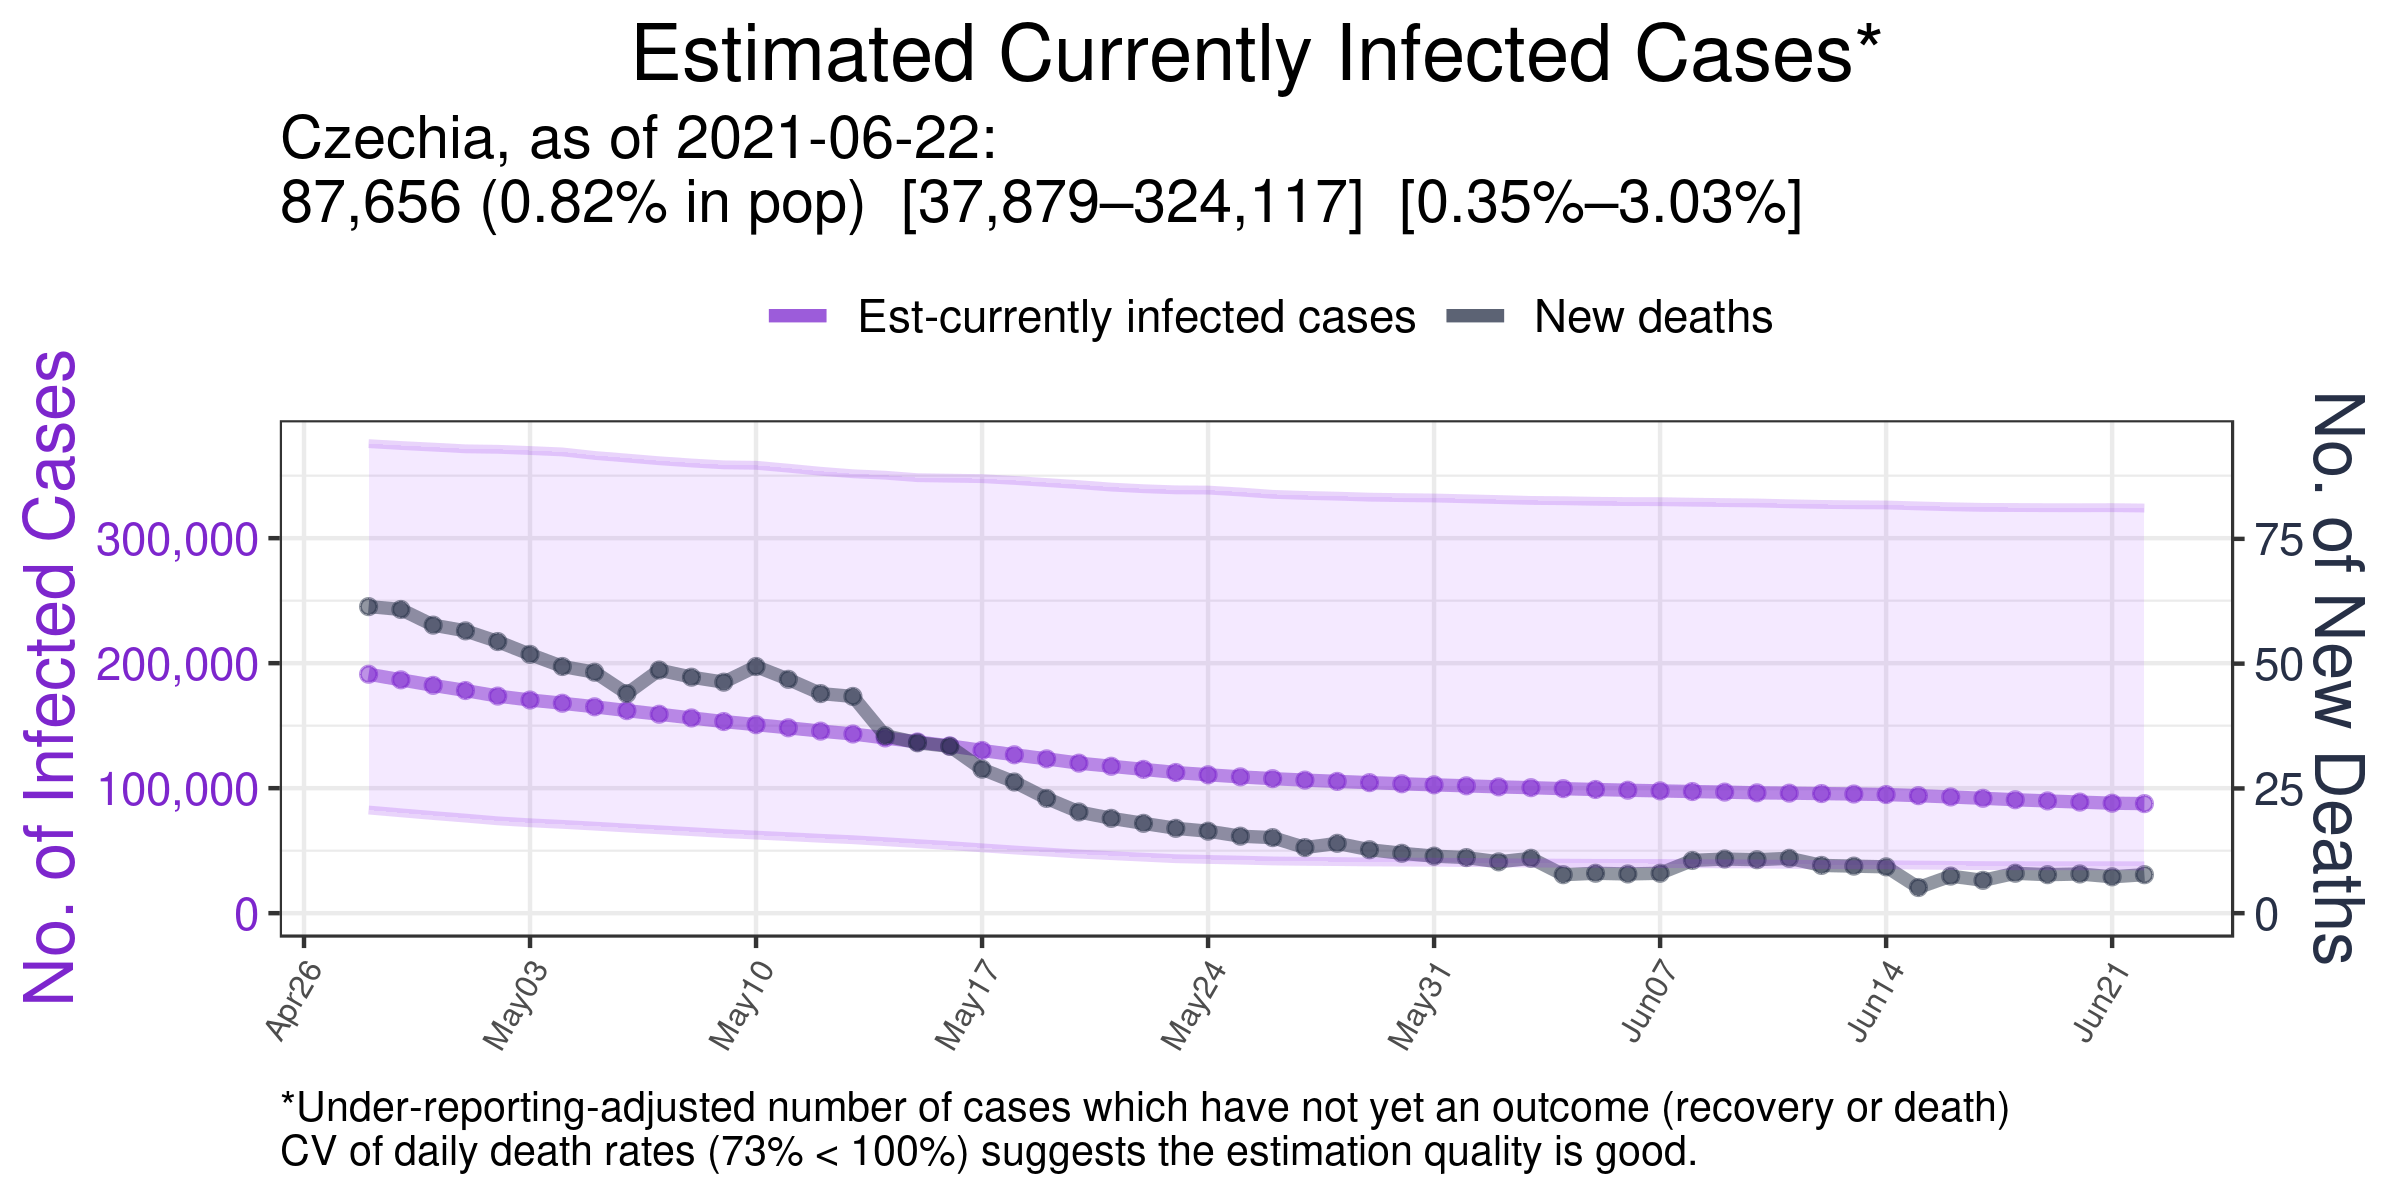 Estimated Currently Infected Cases*
Czechia, as of 2021-06-22:
87,656 (0.82% in pop)  [37,879–324,117]  [0.35%–3.03%]
Est-currently infected cases
New deaths
No. of Infected Cases
300,000
200,000
100,000
0
75
50
25
0
No. of New Deaths
Apr26
May03
May10
May17
May24
May31
Jun07
Jun14
Jun21
*Under-reporting-adjusted number of cases which have not yet an outcome (recovery or death)
CV of daily death rates (73% < 100%) suggests the estimation quality is good.